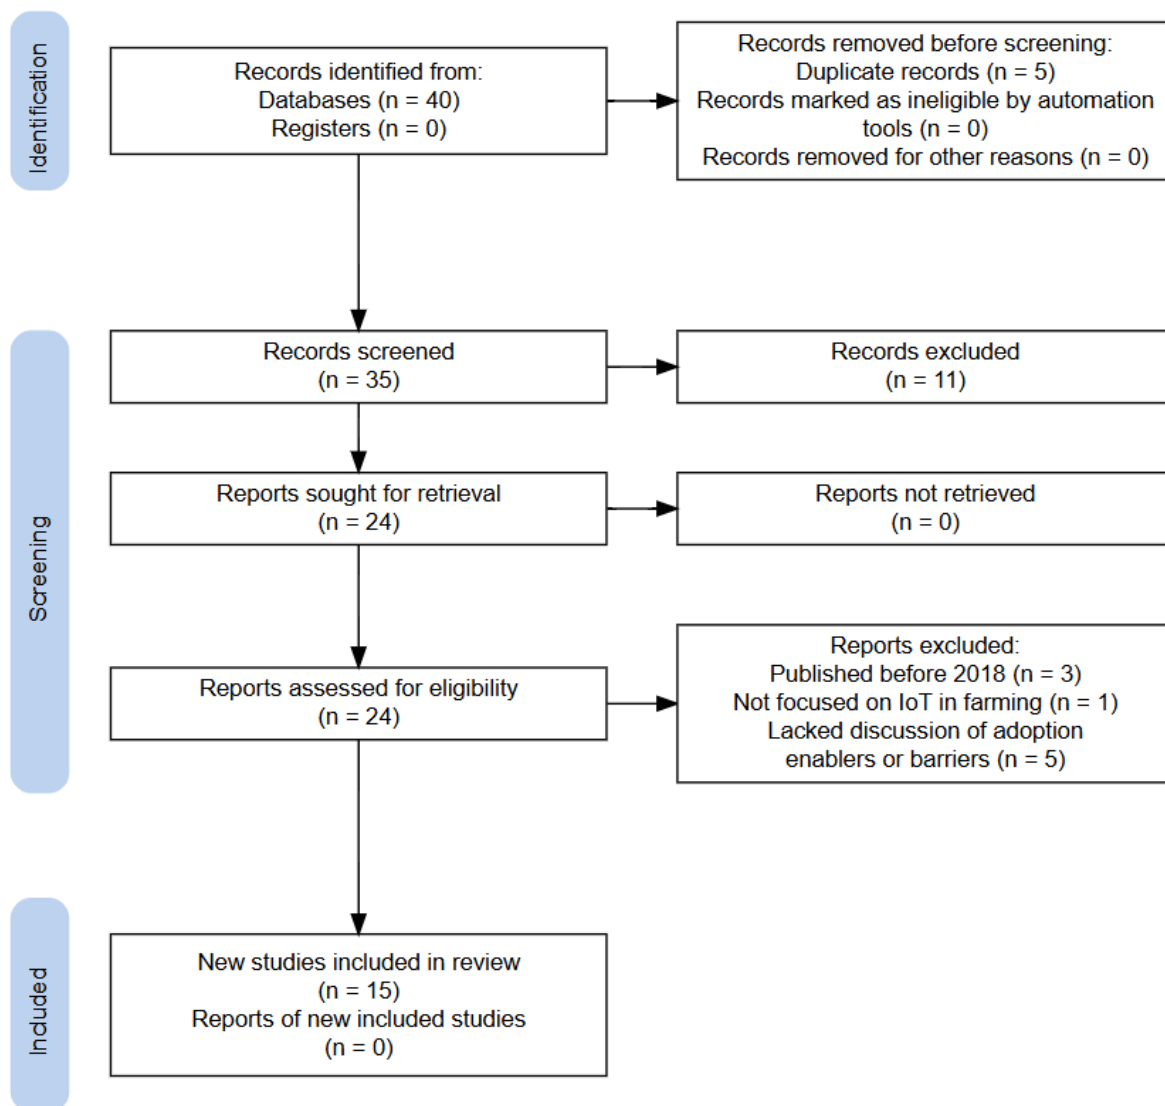 Identification
Records identified from:
Databases (n = 40)
Registers (n = 0)
Records removed before screening:
Duplicate records (n = 5)
Records marked as ineligible by automation
tools (n = 0)
Records removed for other reasons (n = 0)
Screening
Records screened
(n = 35)
Records excluded
(n = 11)
Reports sought for retrieval
(n = 24)
Reports not retrieved
(n = 0)
Reports assessed for eligibility
(n = 24)
Reports excluded:
Published before 2018 (n = 3)
Not focused on IoT in farming (n = 1)
Lacked discussion of adoption
enablers or barriers (n = 5)
Included
New studies included in review
(n = 15)
Reports of new included studies
(n = 0)